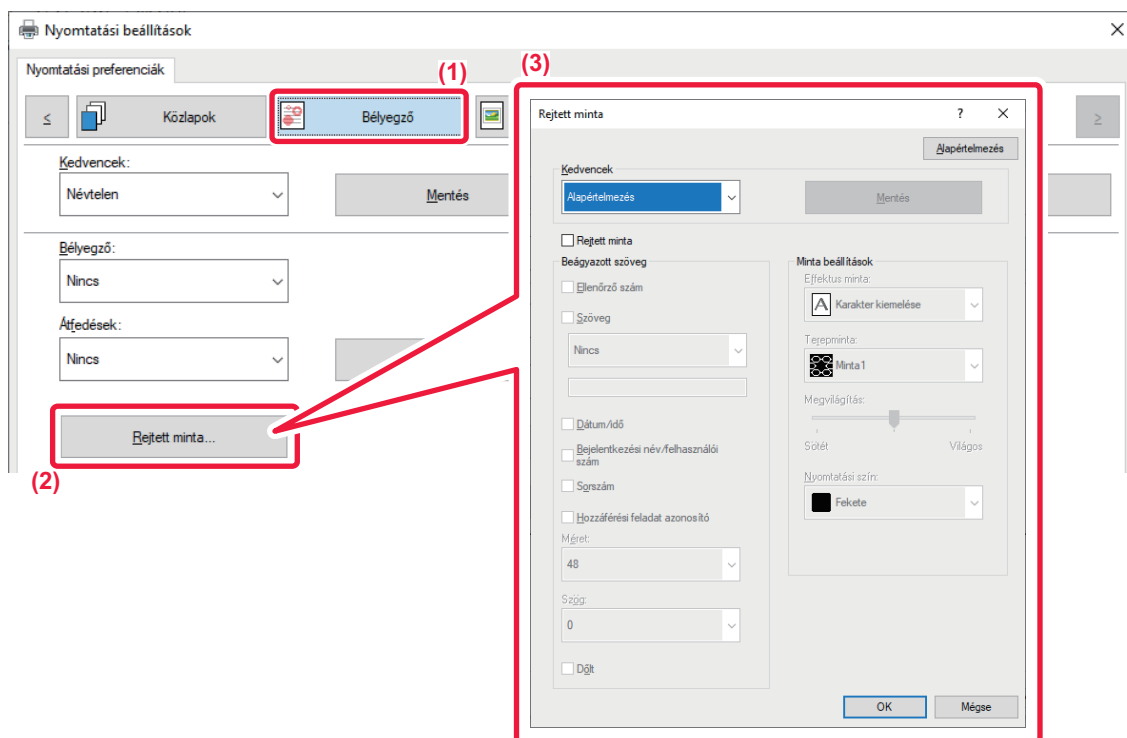 Nyomtatási beállítások
Nyomtatási preferenciák
(1)
(3)
<
Közlapok
Bélyegző
>
Kedvencek:
Névtelen
Mentés
Bélyegző:
Nincs
Átfedések:
Nincs
Rejtett minta...
(2)
Rejtett minta
?
Alapértelmezés
Kedvencek
Alapértelmezés
Mentés
Rejtett minta
Beágyazott szöveg
Ellenőrző szám
Szöveg
Nincs
Dátum/idő
Bejelentkezési név/felhasználói
szám
Sorszám
Hozzáférési feladat azonosító
Méret:
48
Szög:
0
Dőlt
Minta beállítások
Effektus minta:
A
Karakter kiemelése
Terepminta:
Minta1
Megvilágítás:
Sötét
Világos
Nyomtatási szín:
Fekete
OK
Mégse